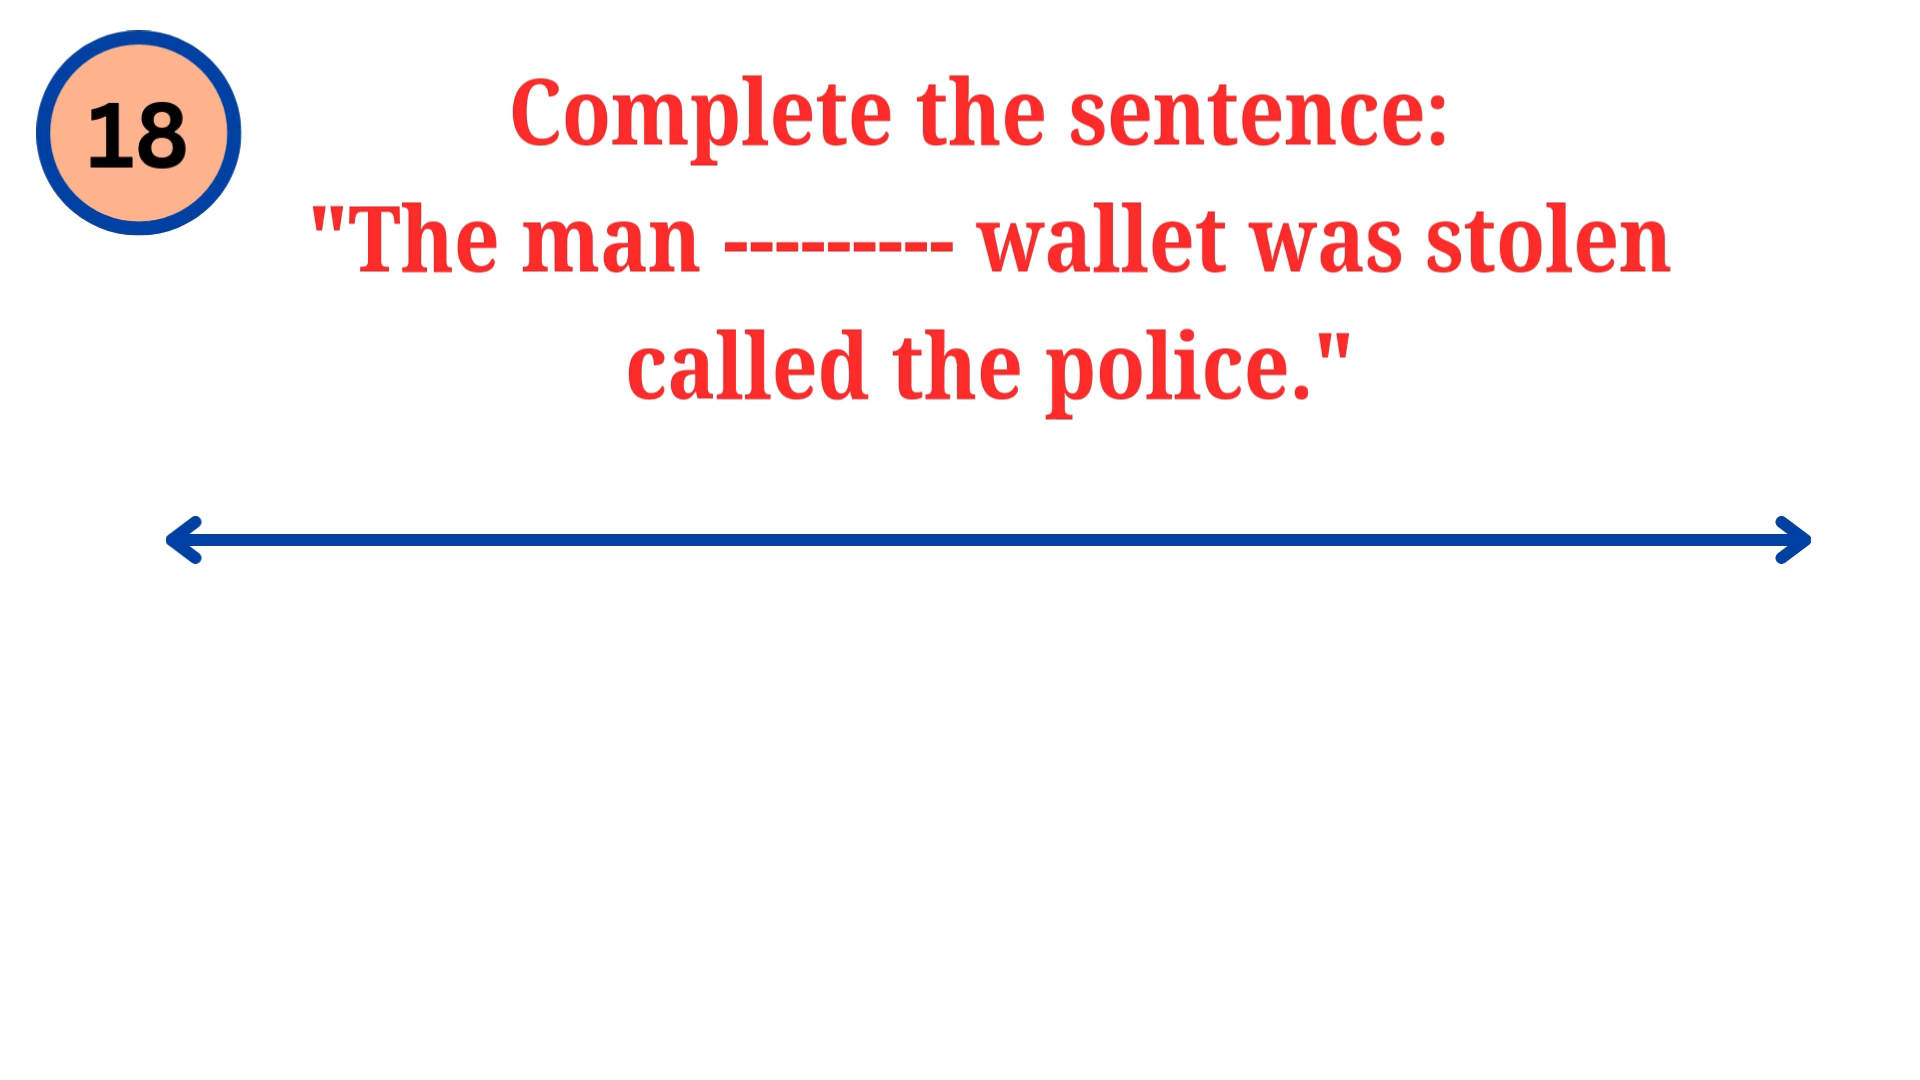 18
Complete the sentence:
"The man --------- wallet was stolen
called the police."